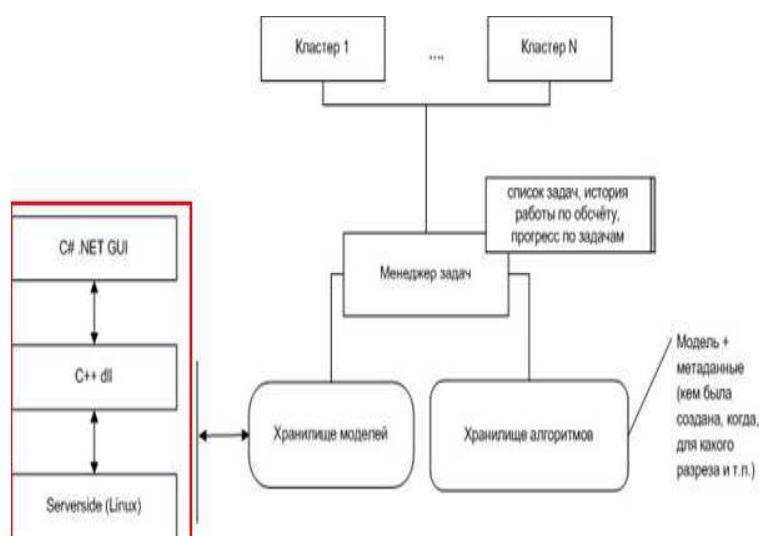 Кластер 1
....
Кластер N
список задач, история
работы по обсчёту,
прогресс по задачам
C# .NET GUI
Менеджер задач
C++ dll
Модель +
метаданные
(кем была
создана, когда,
для какого
разреза и т.п.)
Хранилище моделей
Хранилище алгоритмов
Serverside (Linux)